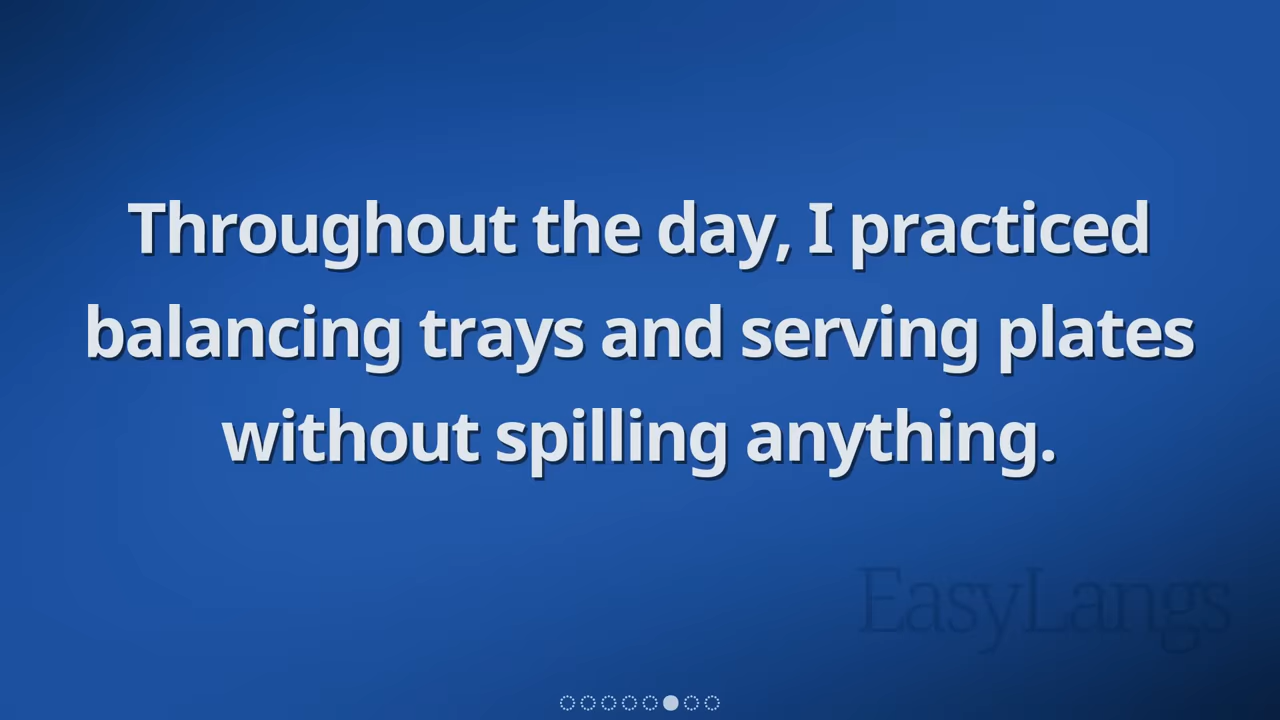 Throughout the day, I practiced
balancing trays and serving plates
without spilling anything.
EasyLangs